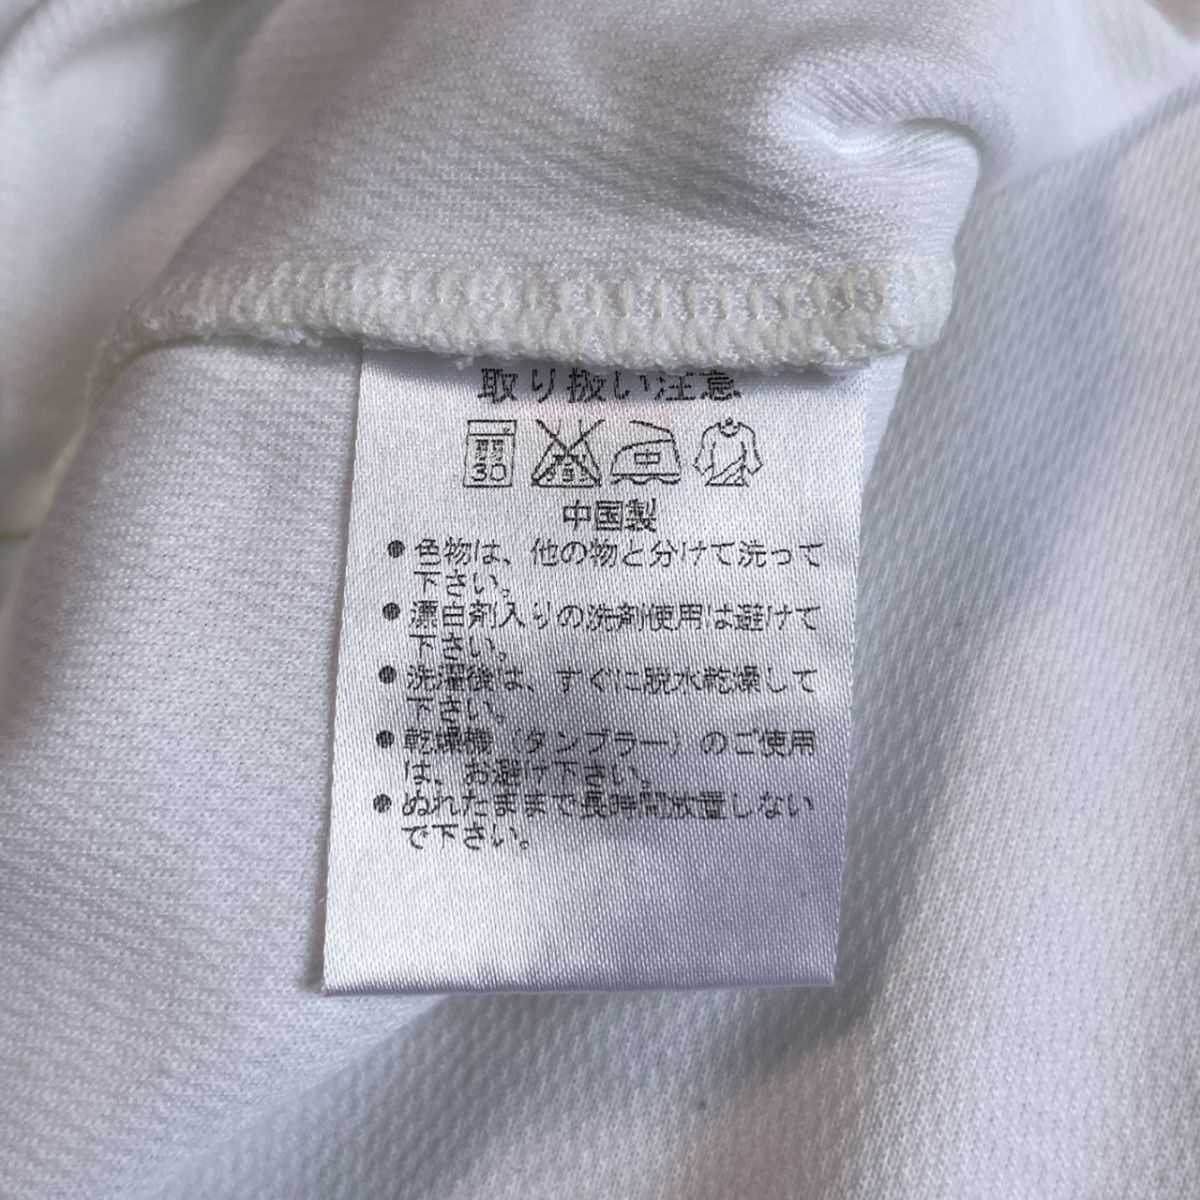 取り扱い注意
弱 30 中
中国製
● 色物は、他の物と分けて洗って
下さい。
● 漂白剤入りの洗剤使用は避けて
下さい。
● 洗濯後は、すぐに脱水乾燥して
下さい。
● 乾燥機（タンブラー）のご使用
は、お避け下さい。
● ぬれたままで長時間放置しない
で下さい。